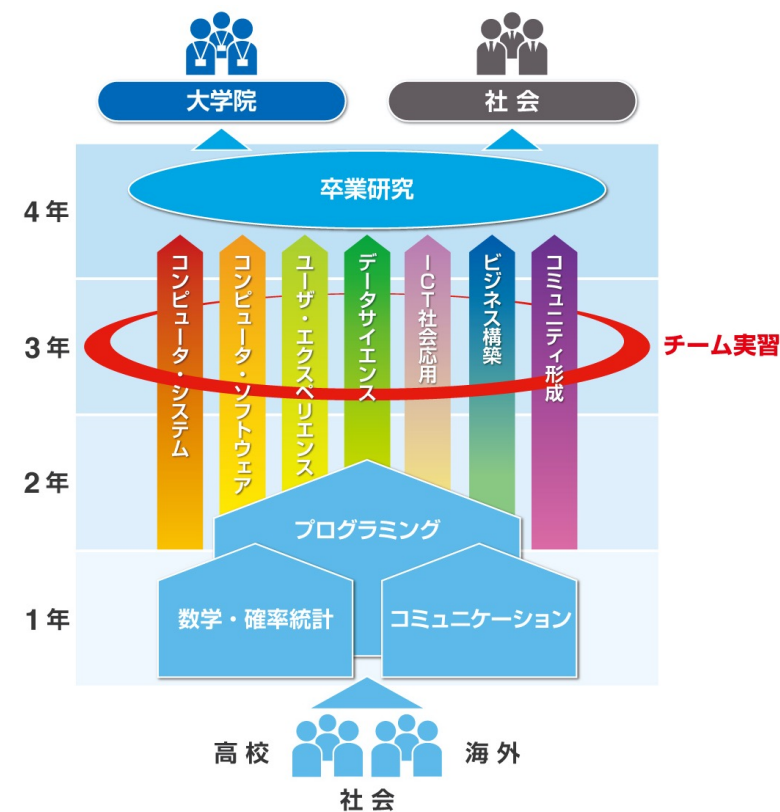 大学院
社会
卒業研究
4年
コンピュータ・システム
コンピュータ・ソフトウェア
ユーザ・エクスペリエンス
データサイエンス
ICT社会応用
ビジネス構築
コミュニティ形成
3年
チーム実習
2年
プログラミング
1年
数学・確率統計
コミュニケーション
高校
海外
社会